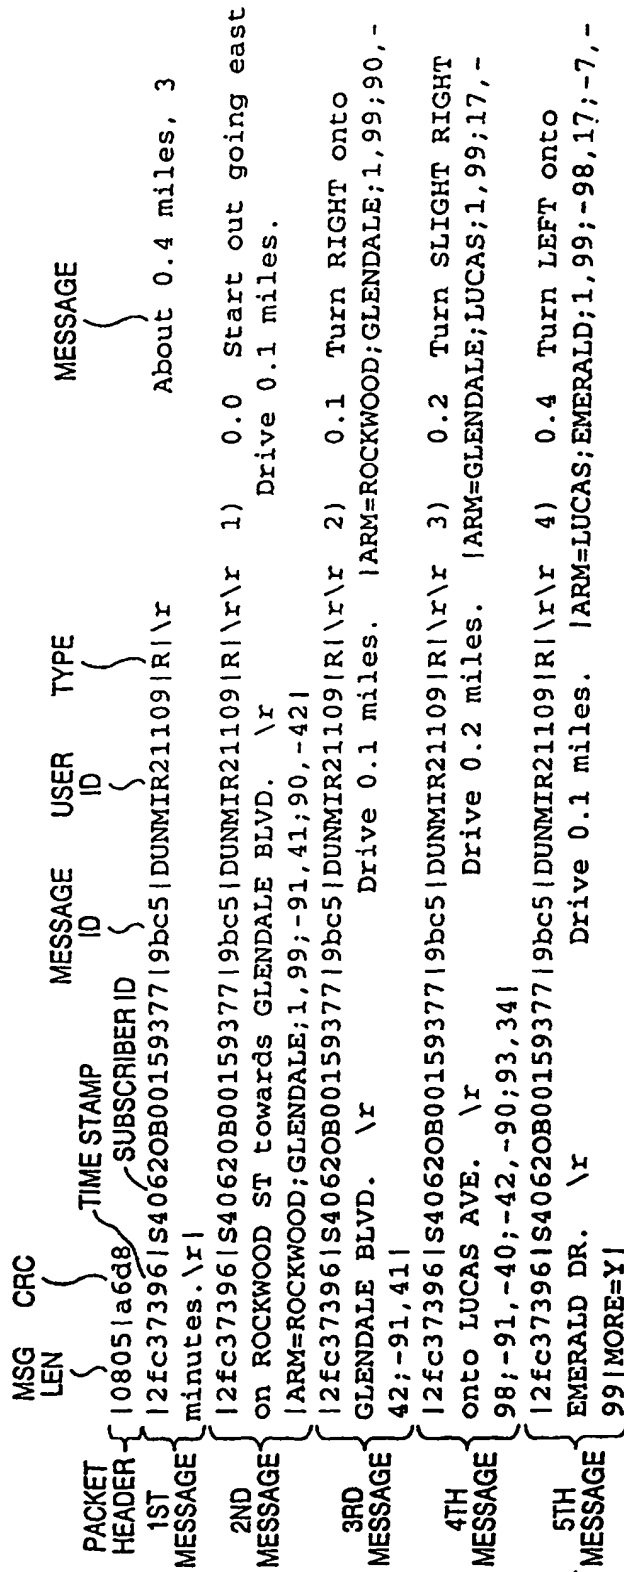 MSG
LEN
CRC
TIME STAMP
SUBSCRIBER ID
MESSAGE
ID
USER
ID
TYPE
MESSAGE
PACKET
HEADER
|0805|a6d8
1ST
MESSAGE
|2fc37396|S40620B00159377|9bc5|DUNMIR21109|R|\r About 0.4 miles, 3
minutes.\r|
2ND
MESSAGE
|2fc37396|S40620B00159377|9bc5|DUNMIR21109|R|\r\r 1) 0.0 Start out going east
on ROCKWOOD ST towards GLENDALE BLVD. \r Drive 0.1 miles.
|ARM=ROCKWOOD;GLENDALE;1,99;-91,41;90,-42|
3RD
MESSAGE
|2fc37396|S40620B00159377|9bc5|DUNMIR21109|R|\r\r 2) 0.1 Turn RIGHT onto
GLENDALE BLVD. \r Drive 0.1 miles. |ARM=ROCKWOOD;GLENDALE;1,99;90,-
42;-91,41|
4TH
MESSAGE
|2fc37396|S40620B00159377|9bc5|DUNMIR21109|R|\r\r 3) 0.2 Turn SLIGHT RIGHT
onto LUCAS AVE. \r Drive 0.2 miles. |ARM=GLENDALE;LUCAS;1,99;17,-
98;-91,-40;-42,-90;93,34|
5TH
MESSAGE
|2fc37396|S40620B00159377|9bc5|DUNMIR21109|R|\r\r 4) 0.4 Turn LEFT onto
EMERALD DR. \r Drive 0.1 miles. |ARM=LUCAS;EMERALD;1,99;-98,17;-7,-
99|MORE=Y|